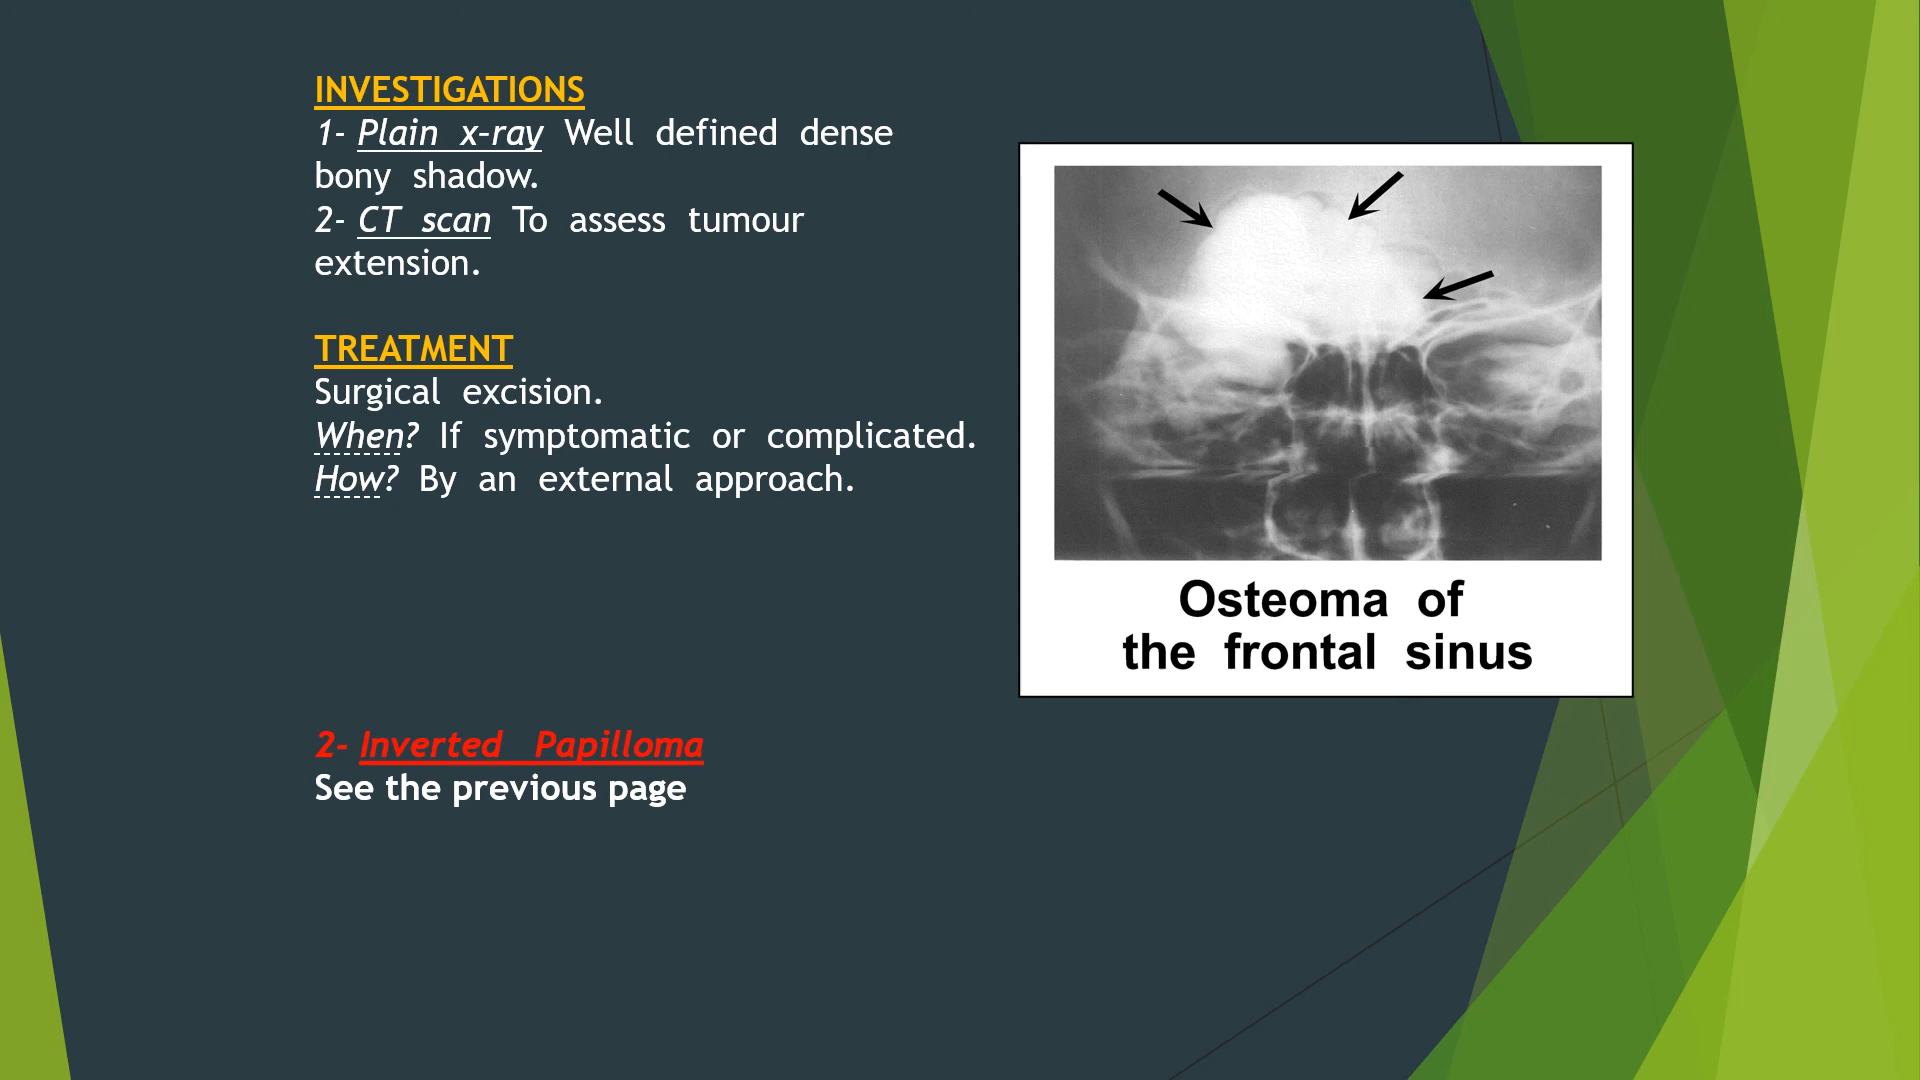 INVESTIGATIONS
1- Plain x-ray Well defined dense
bony shadow.
2- CT scan To assess tumour
extension.
TREATMENT
Surgical excision.
When? If symptomatic or complicated.
How? By an external approach.
Osteoma of
the frontal sinus
2- Inverted Papilloma
See the previous page